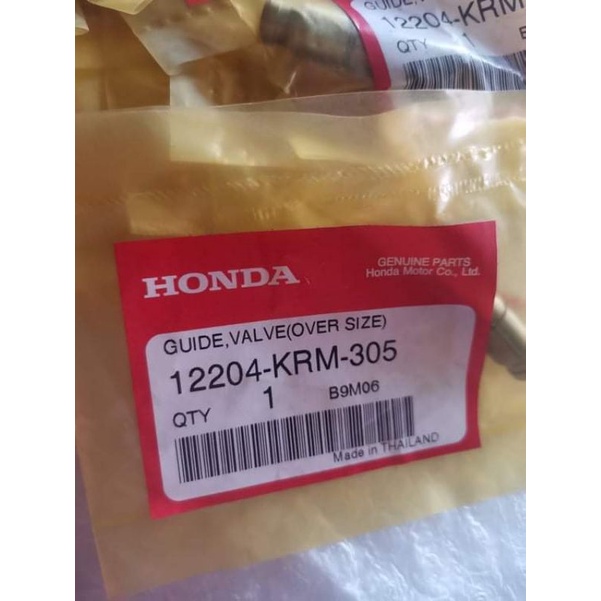 GUIDE,
12204-KRM
QTY 1
HONDA
GENUINE PARTS
Honda Motor Co., Ltd.
GUIDE,VALVE(OVER SIZE)
12204-KRM-305
QTY 1 B9M06
Made in THAILAND